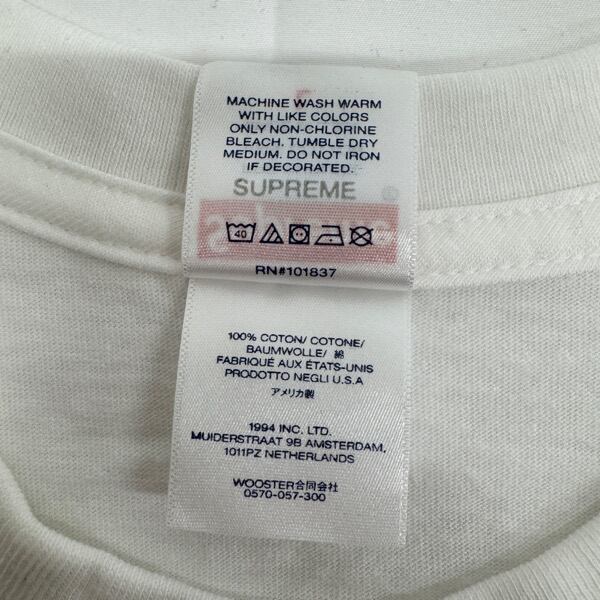 MACHINE WASH WARM
WITH LIKE COLORS
ONLY NON-CHLORINE
BLEACH. TUMBLE DRY
MEDIUM. DO NOT IRON
IF DECORATED.
SUPREME ®
40
RN#101837
100% COTON/ COTONE/
BAUMWOLLE/ 綿
FABRIQUÉ AUX ÉTATS-UNIS
PRODOTTO NEGLI U.S.A
アメリカ製
1994 INC. LTD.
MUIDERSTRAAT 9B AMSTERDAM,
1011PZ NETHERLANDS
WOOSTER合同会社
0570-057-300